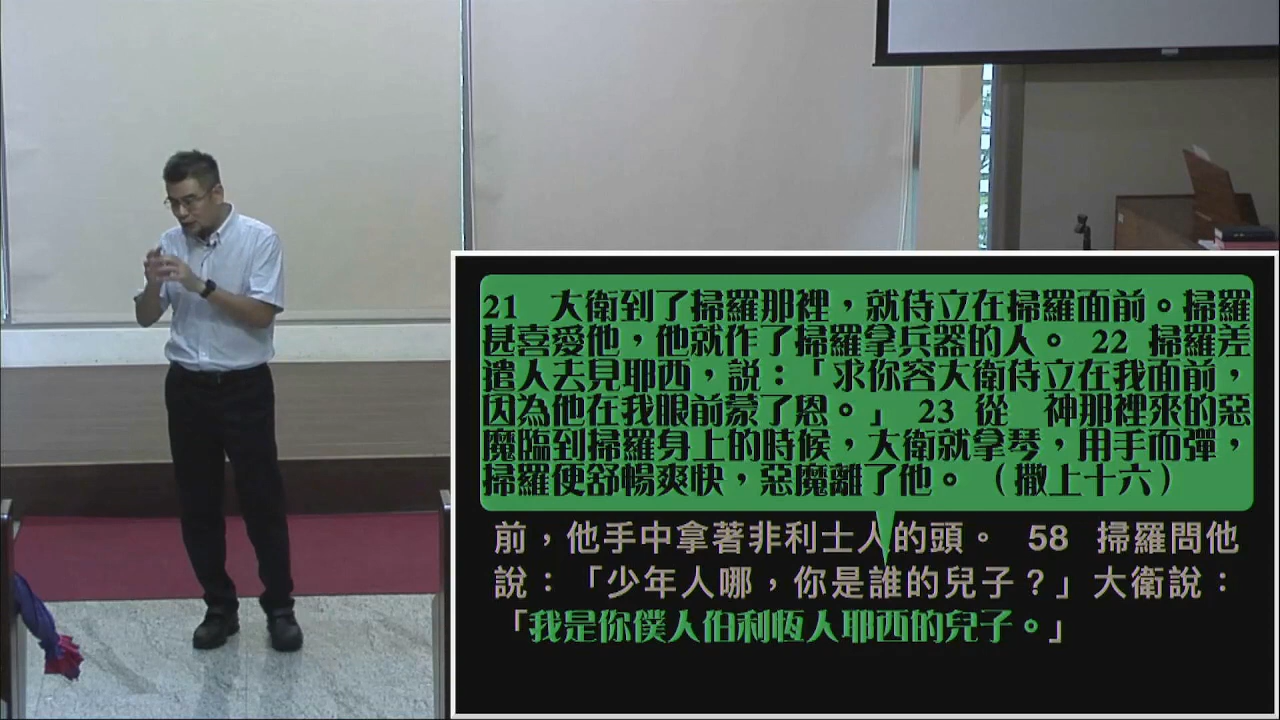 21　大衛到了掃羅那裡，就侍立在掃羅面前。掃羅
甚喜愛他，他就作了掃羅拿兵器的人。 22 掃羅差
遣人去見耶西，說：「求你容大衛侍立在我面前，
因為他在我眼前蒙了恩。」 23 從　神那裡來的惡
魔臨到掃羅身上的時候，大衛就拿琴，用手而彈，
掃羅便舒暢爽快，惡魔離了他。（撒上十六）
前，他手中拿著非利士人的頭。 58 掃羅問他
說：「少年人哪，你是誰的兒子？」大衛說：
「我是你僕人伯利恆人耶西的兒子。」